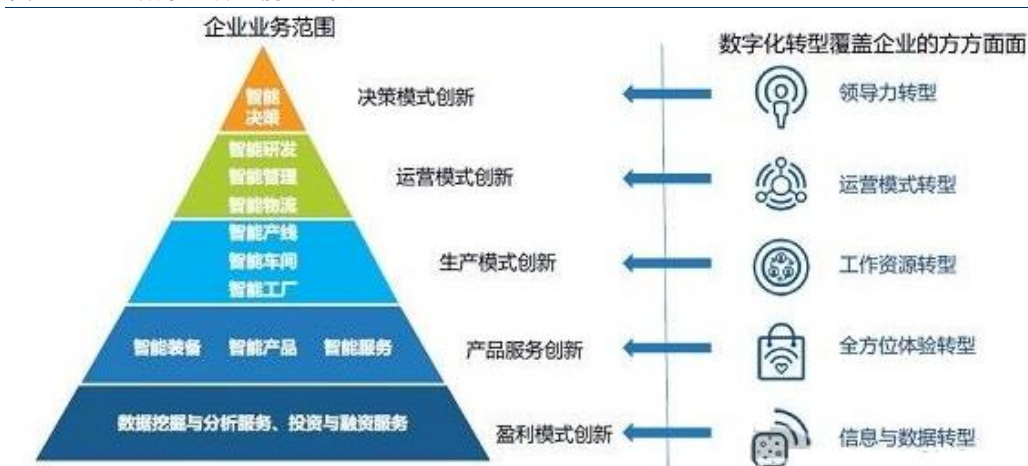 企业业务范围
数字化转型覆盖企业的方方面面
智能
决策
决策模式创新
领导力转型
智能研发
智能管理
智能物流
运营模式创新
运营模式转型
智能产线
智能车间
智能工厂
生产模式创新
工作资源转型
智能装备 智能产品 智能服务
产品服务创新
全方位体验转型
数据挖掘与分析服务、投资与融资服务
盈利模式创新
信息与数据转型